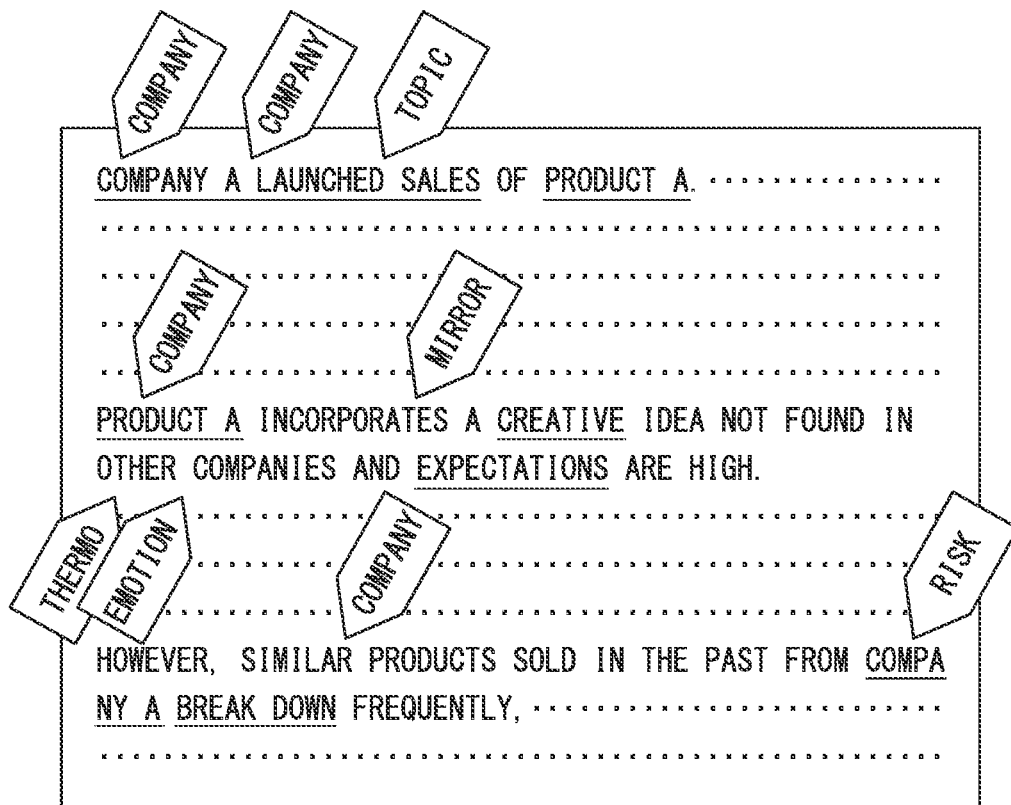 COMPANY COMPANY TOPIC
COMPANY A LAUNCHED SALES OF PRODUCT A.
COMPANY MIRROR
PRODUCT A INCORPORATES A CREATIVE IDEA NOT FOUND IN
OTHER COMPANIES AND EXPECTATIONS ARE HIGH.
THERMO EMOTION COMPANY RISK
HOWEVER, SIMILAR PRODUCTS SOLD IN THE PAST FROM COMPA
NY A BREAK DOWN FREQUENTLY,